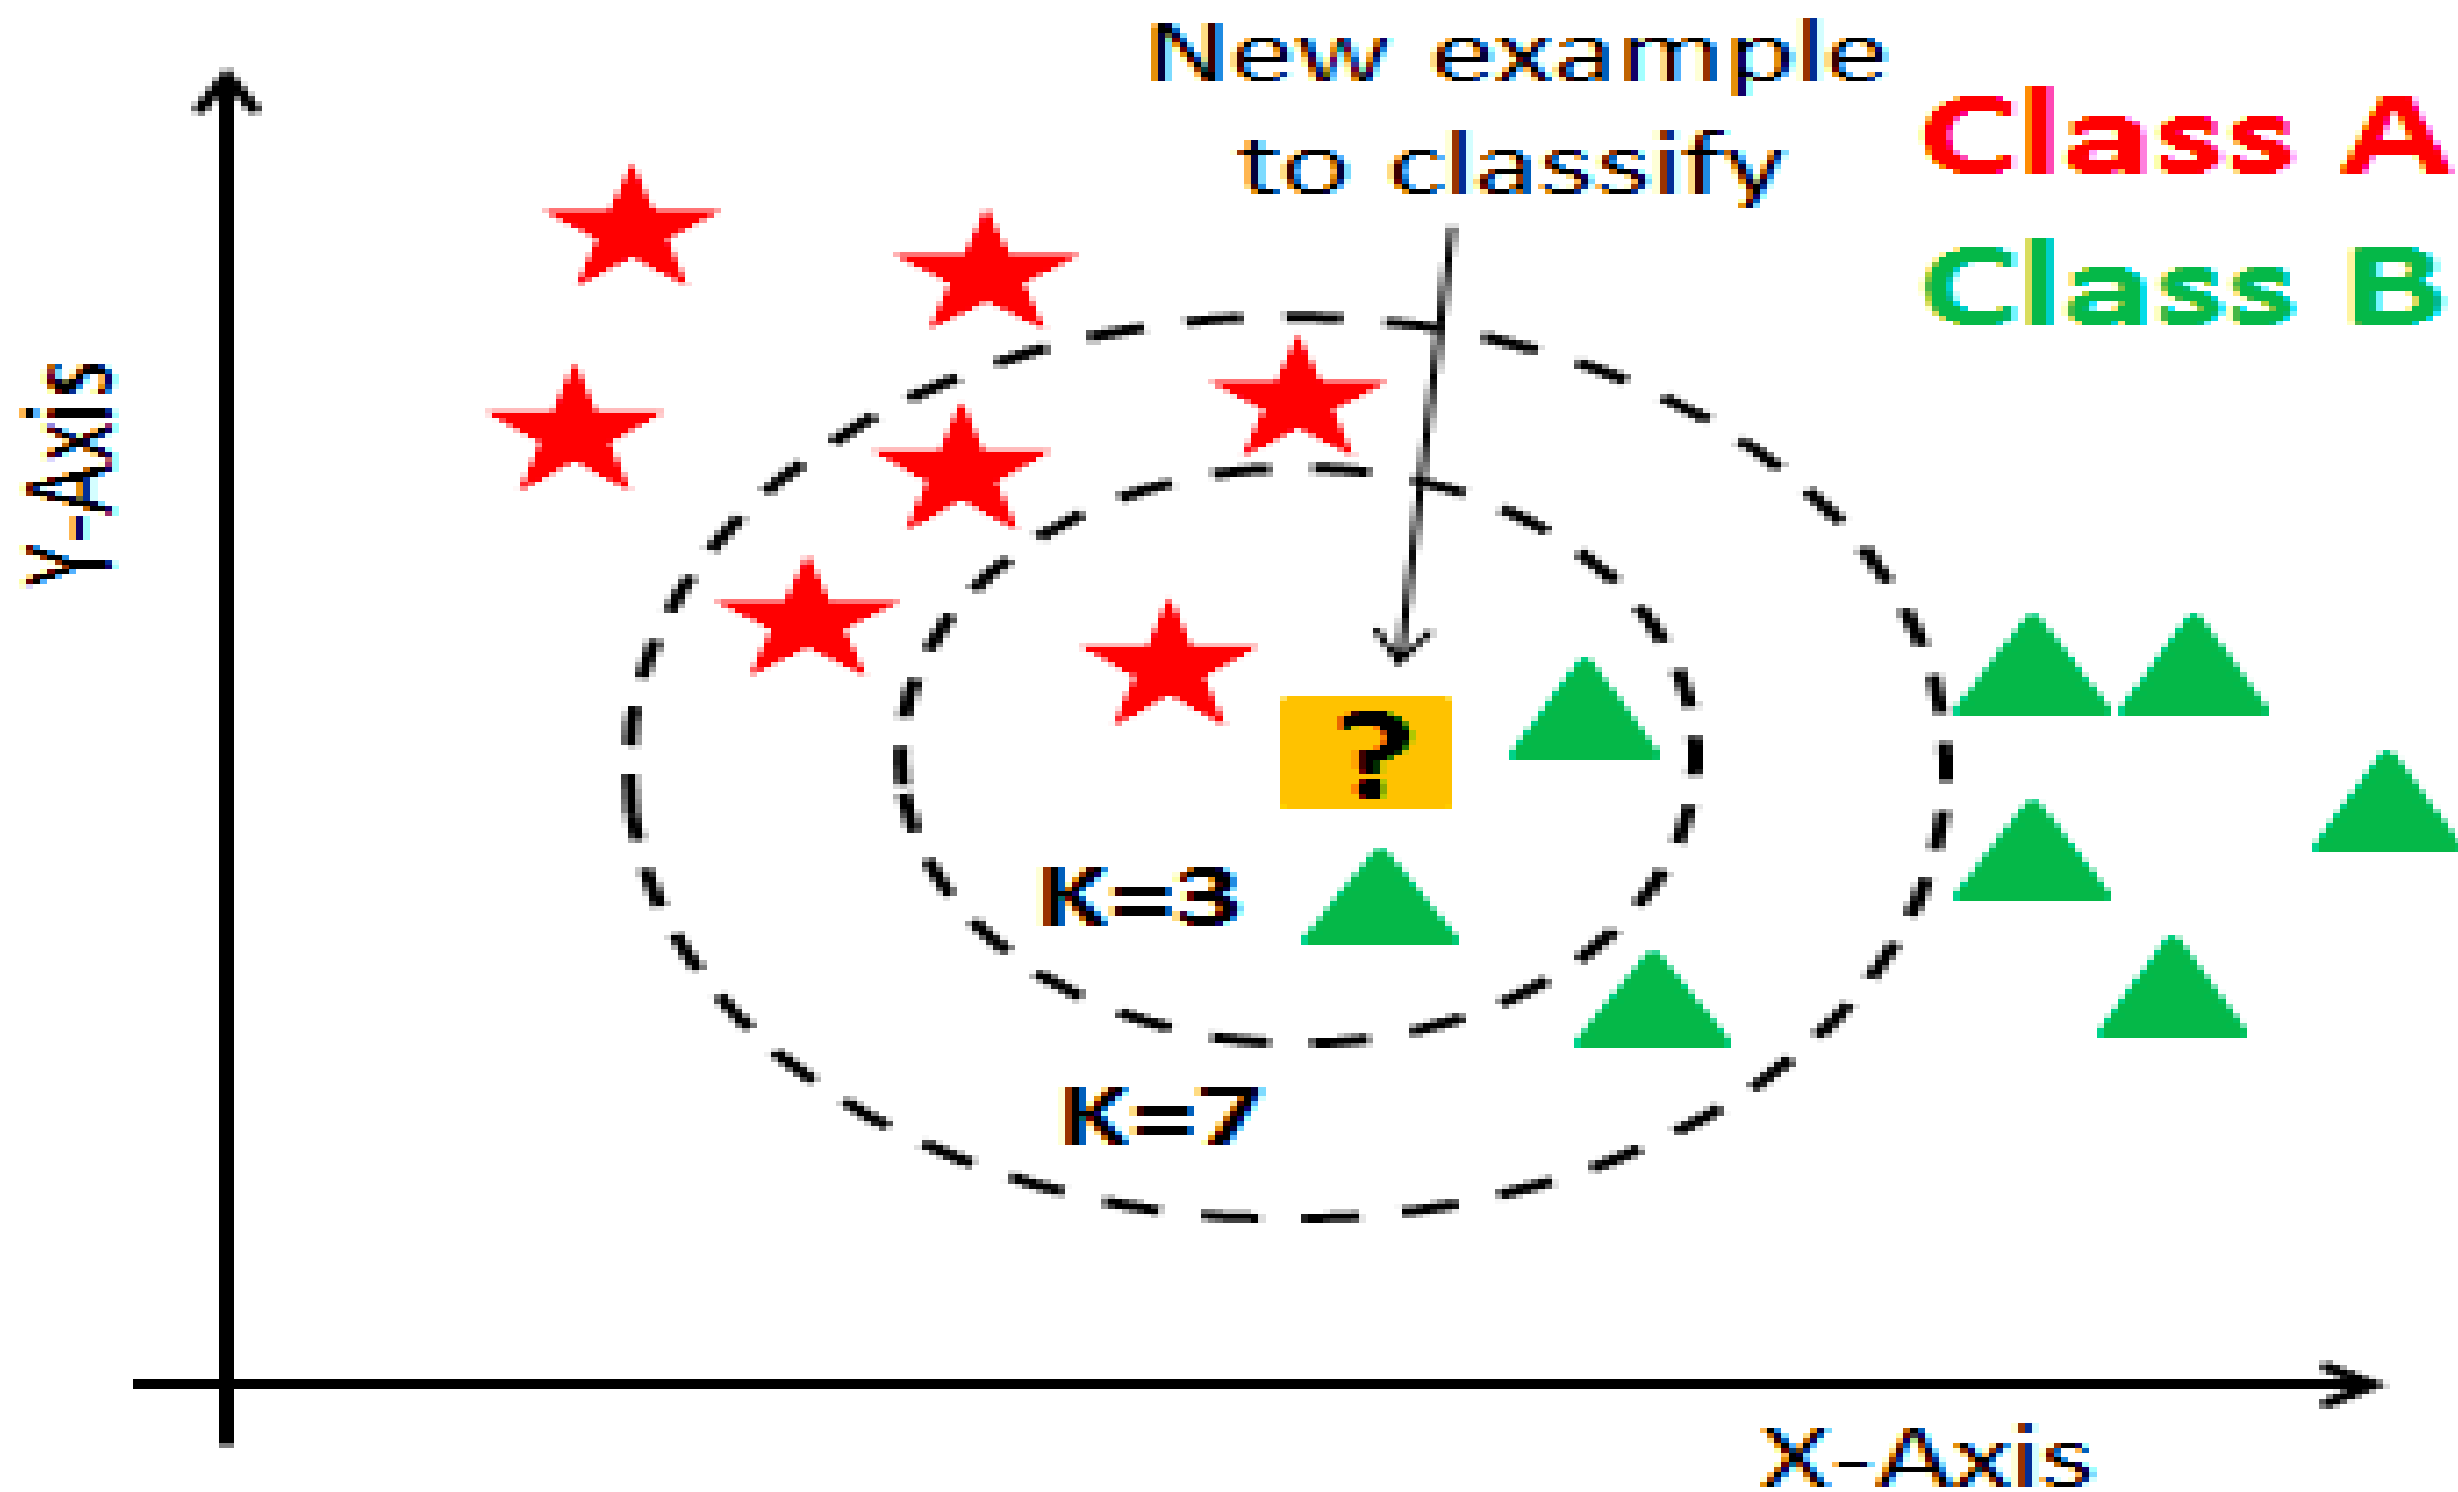 New example
to classify
Class A
Class B
Y-Axis
?
K=3
K=7
X-Axis